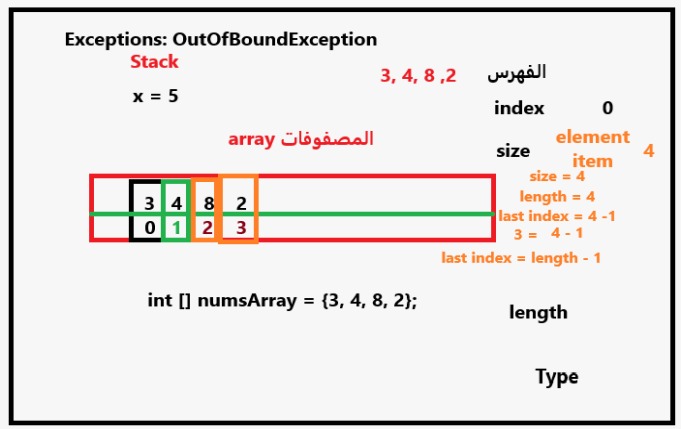 Exceptions: OutOfBoundException
Stack
x = 5
3, 4, 8 ,2
الفهرس
index 0
المصفوفات array
size
element
item
4
size = 4
length = 4
last index = 4 -1
3 = 4 - 1
last index = length - 1
3 4 8 2
0 1 2 3
int [] numsArray = {3, 4, 8, 2};
length
Type